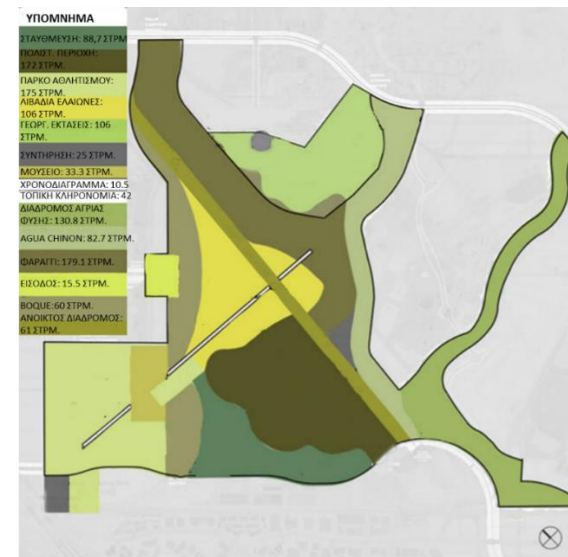 ΥΠΟΜΝΗΜΑ
ΣΤΑΥΘΜΕΥΣΗ: 88,7 ΣΤΡΜ
ΠΟΛΙΣΤ. ΠΕΡΙΟΧΗ:
172 ΣΤΡΜ.
ΠΑΡΚΟ ΑΘΛΗΤΙΣΜΟΥ:
175 ΣΤΡΜ.
ΛΙΒΑΔΙΑ ΕΛΑΙΩΝΕΣ:
106 ΣΤΡΜ.
ΓΕΩΡΓ. ΕΚΤΑΣΕΙΣ: 106
ΣΤΡΜ.
ΣΥΝΤΗΡΗΣΗ: 25 ΣΤΡΜ.
ΜΟΥΣΕΙΟ: 33.3 ΣΤΡΜ.
ΧΡΟΝΟΔΙΑΓΡΑΜΜΑ: 10.5
ΤΟΠΙΚΗ ΚΛΗΡΟΝΟΜΙΑ: 42
ΔΙΑΔΡΟΜΟΣ ΑΓΡΙΑΣ
ΦΥΣΗΣ: 130.8 ΣΤΡΜ.
AGUA CHINON: 82.7 ΣΤΡΜ.
ΦΑΡΑΓΓΙ: 179.1 ΣΤΡΜ.
ΕΙΣΟΔΟΣ: 15.5 ΣΤΡΜ.
BOQUE: 60 ΣΤΡΜ.
ΑΝΟΙΚΤΟΣ ΔΙΑΔΡΟΜΟΣ:
61 ΣΤΡΜ.